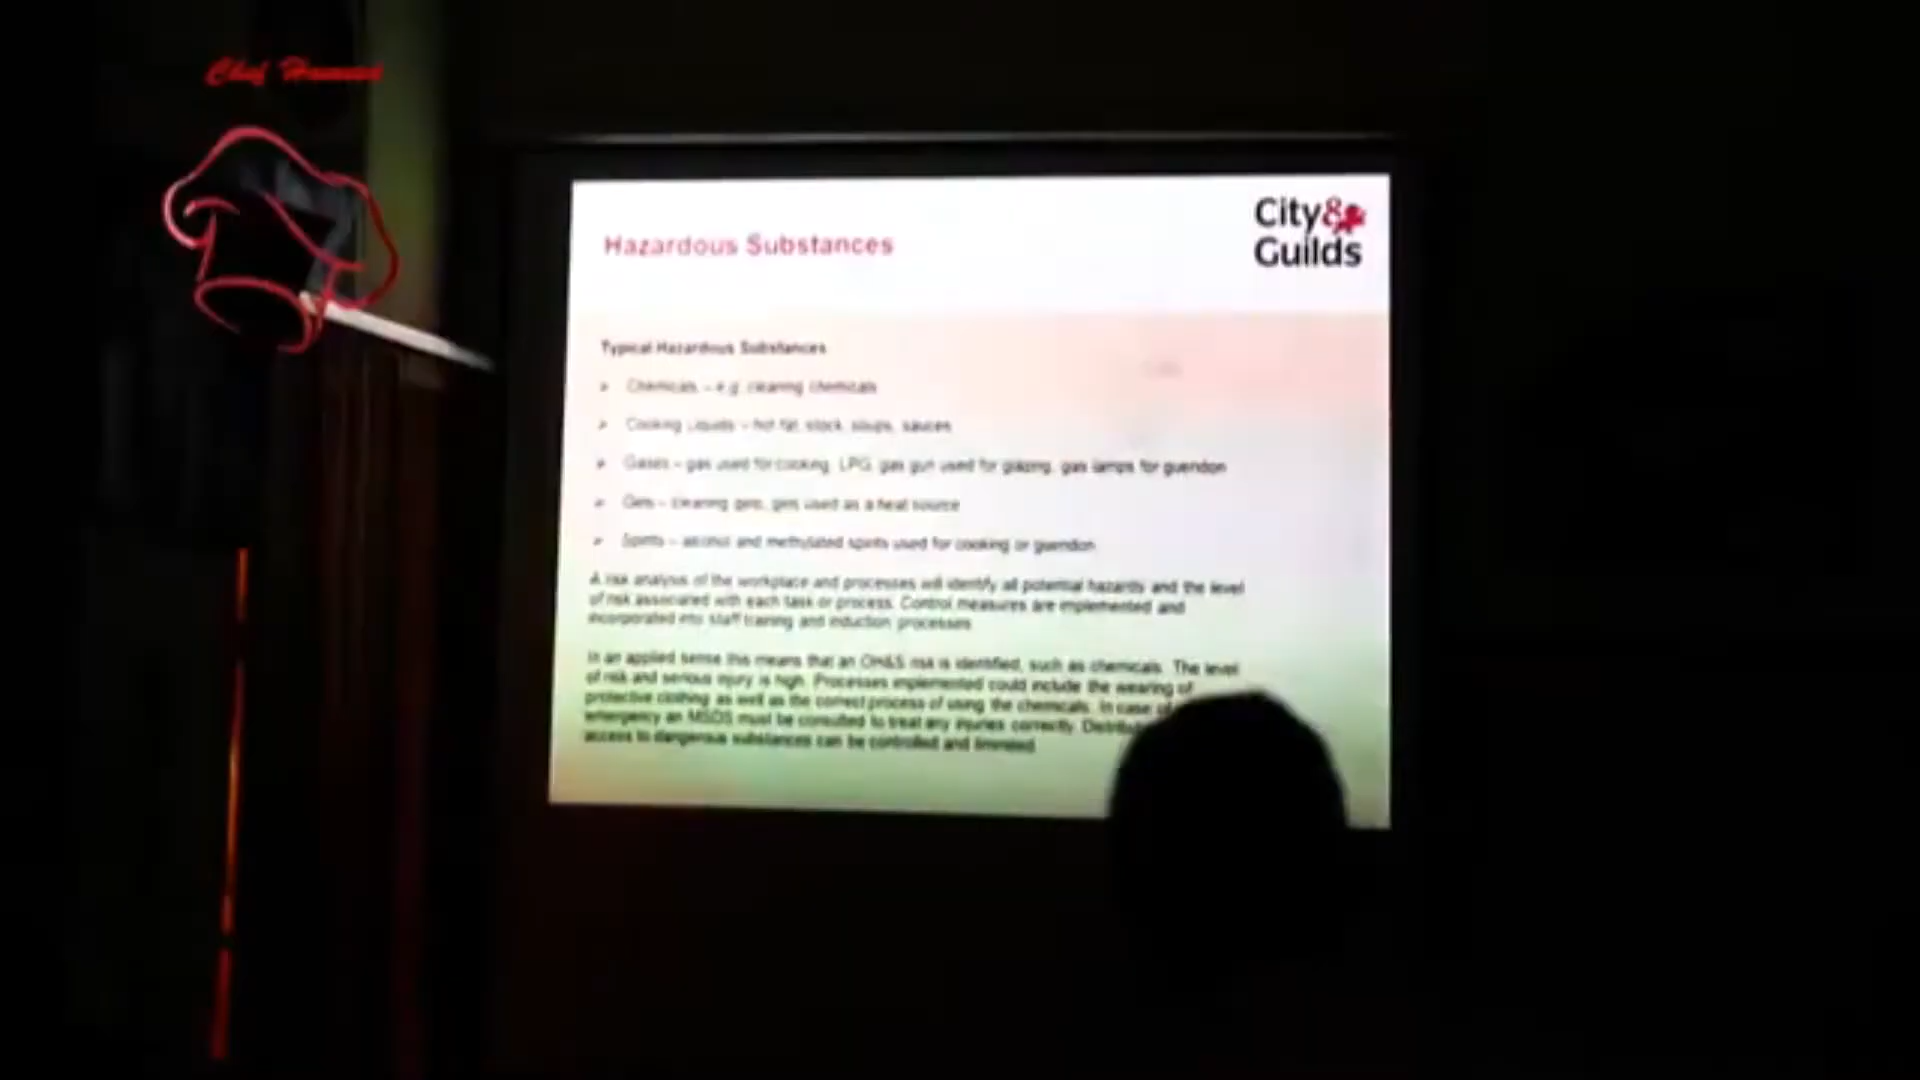 Chef
City&
Guilds
Hazardous Substances
Typical Hazardous Substances
Chemicals – e.g. cleaning chemicals
Cooking Liquids – hot fat, stock, soups, sauces
Gases – gas used for cooking, LPG, gas gun used for glazing, gas lamps for gueridon
Gels – cleaning gels, gels used as a heat source
Spirits – alcohol and methylated spirits used for cooking or gueridon
A risk analysis of the workplace and processes will identify all potential hazards and the level
of risk associated with each task or process. Control measures are implemented and
incorporated into staff training and induction processes
In an applied sense this means that an OH&S risk is identified, such as chemicals. The level
of risk and serious injury is high. Processes implemented could include the wearing of
protective clothing as well as the correct process of using the chemicals. In case of
emergency an MSDS must be consulted to treat any injuries correctly.
access to dangerous substances can be controlled and limited